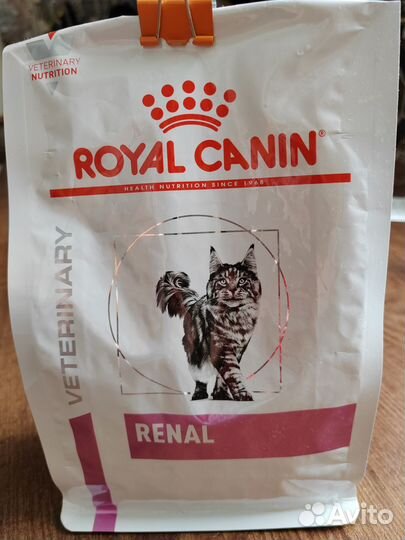 VETERINARY
NUTRITION
ROYAL CANIN®
HEALTH NUTRITION SINCE 1968
VETERINARY
RENAL
Avito